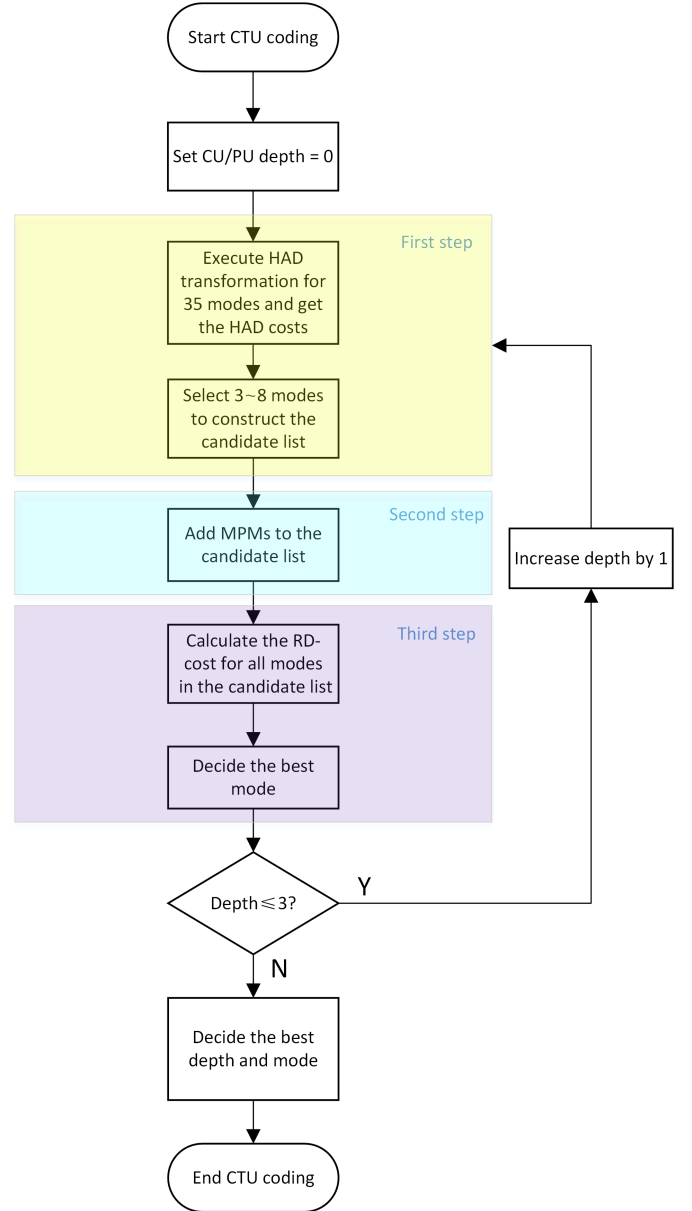 Start CTU coding
Set CU/PU depth = 0
First step
Execute HAD
transformation for
35 modes and get
the HAD costs
Select 3~8 modes
to construct the
candidate list
Second step
Add MPMs to the
candidate list
Increase depth by 1
Third step
Calculate the RD-
cost for all modes
in the candidate list
Decide the best
mode
Depth≤3?
Y
N
Decide the best
depth and mode
End CTU coding